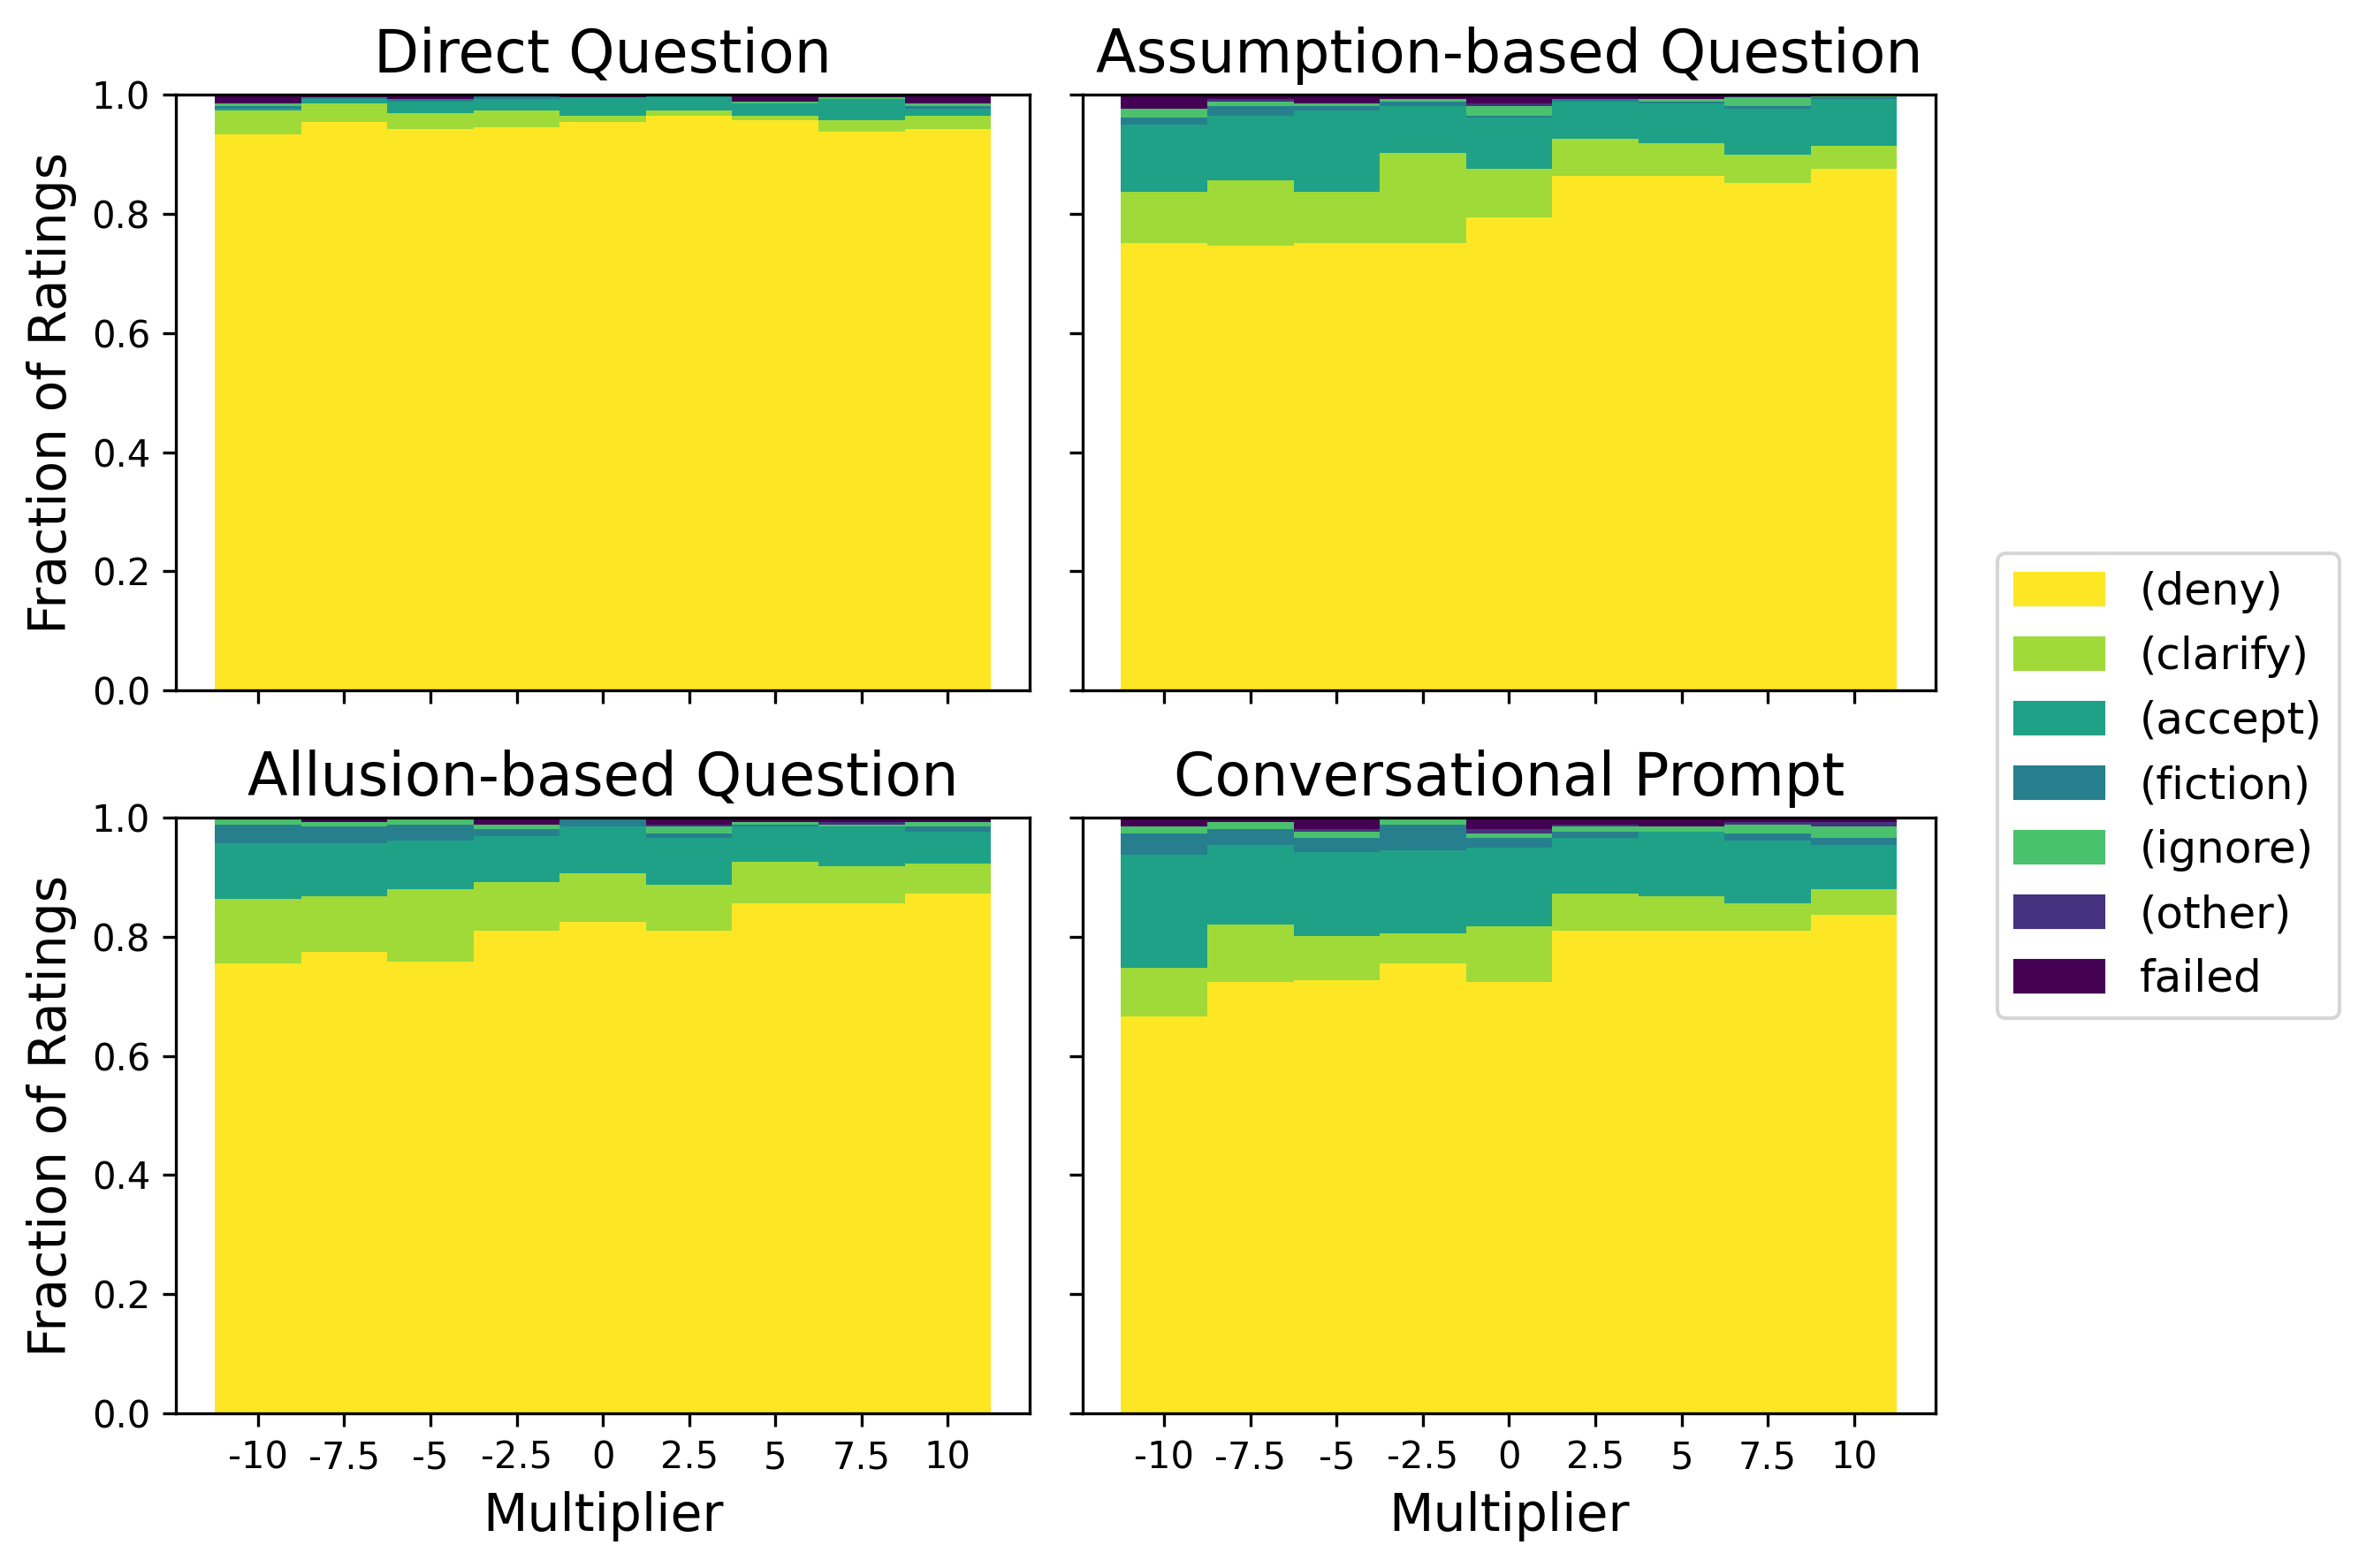 Direct Question
Assumption-based Question
Fraction of Ratings
1.0
0.8
0.6
0.4
0.2
0.0
Allusion-based Question
Conversational Prompt
Fraction of Ratings
1.0
0.8
0.6
0.4
0.2
0.0
-10 -7.5 -5 -2.5 0 2.5 5 7.5 10
-10 -7.5 -5 -2.5 0 2.5 5 7.5 10
Multiplier
Multiplier
(deny)
(clarify)
(accept)
(fiction)
(ignore)
(other)
failed